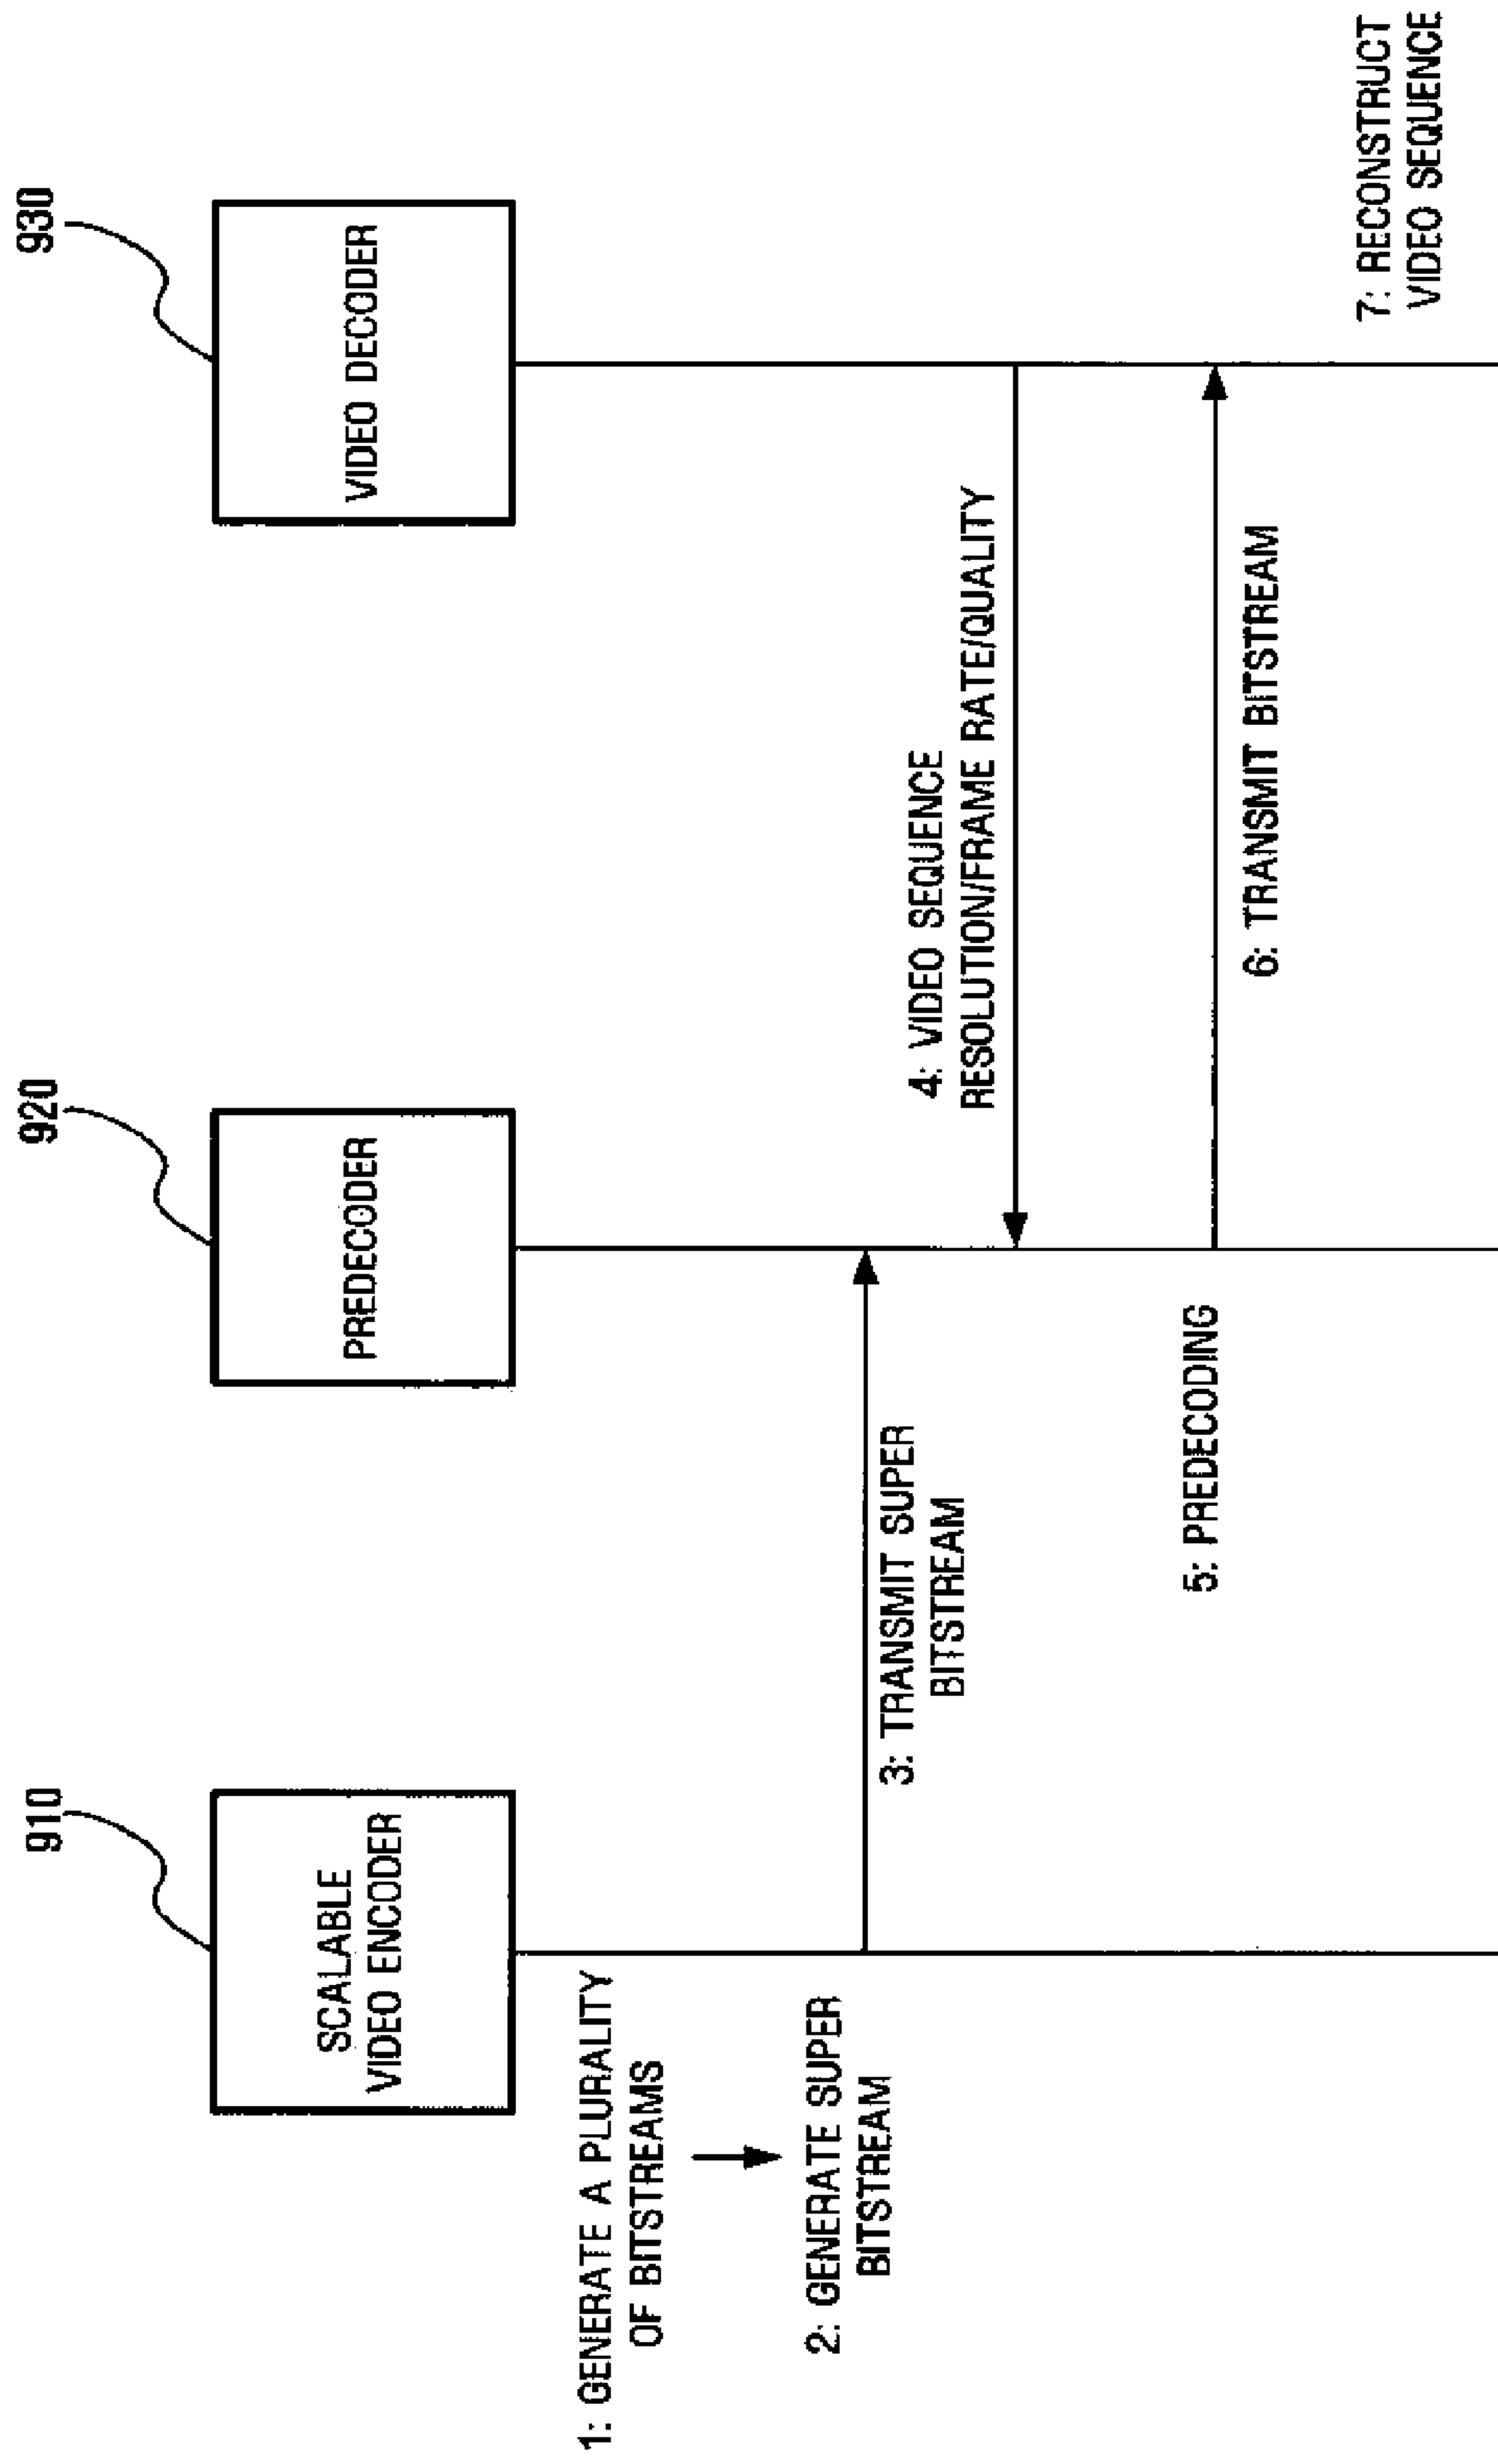 910
920
930
SCALABLE
VIDEO ENCODER
PREDECODER
VIDEO DECODER
1: GENERATE A PLURALITY
OF BITSTREAMS
2: GENERATE SUPER
BITSTREAM
3: TRANSMIT SUPER
BITSTREAM
4: VIDEO SEQUENCE
RESOLUTION/FRAME RATE/QUALITY
5: PREDECODING
6: TRANSMIT BITSTREAM
7: RECONSTRUCT
VIDEO SEQUENCE